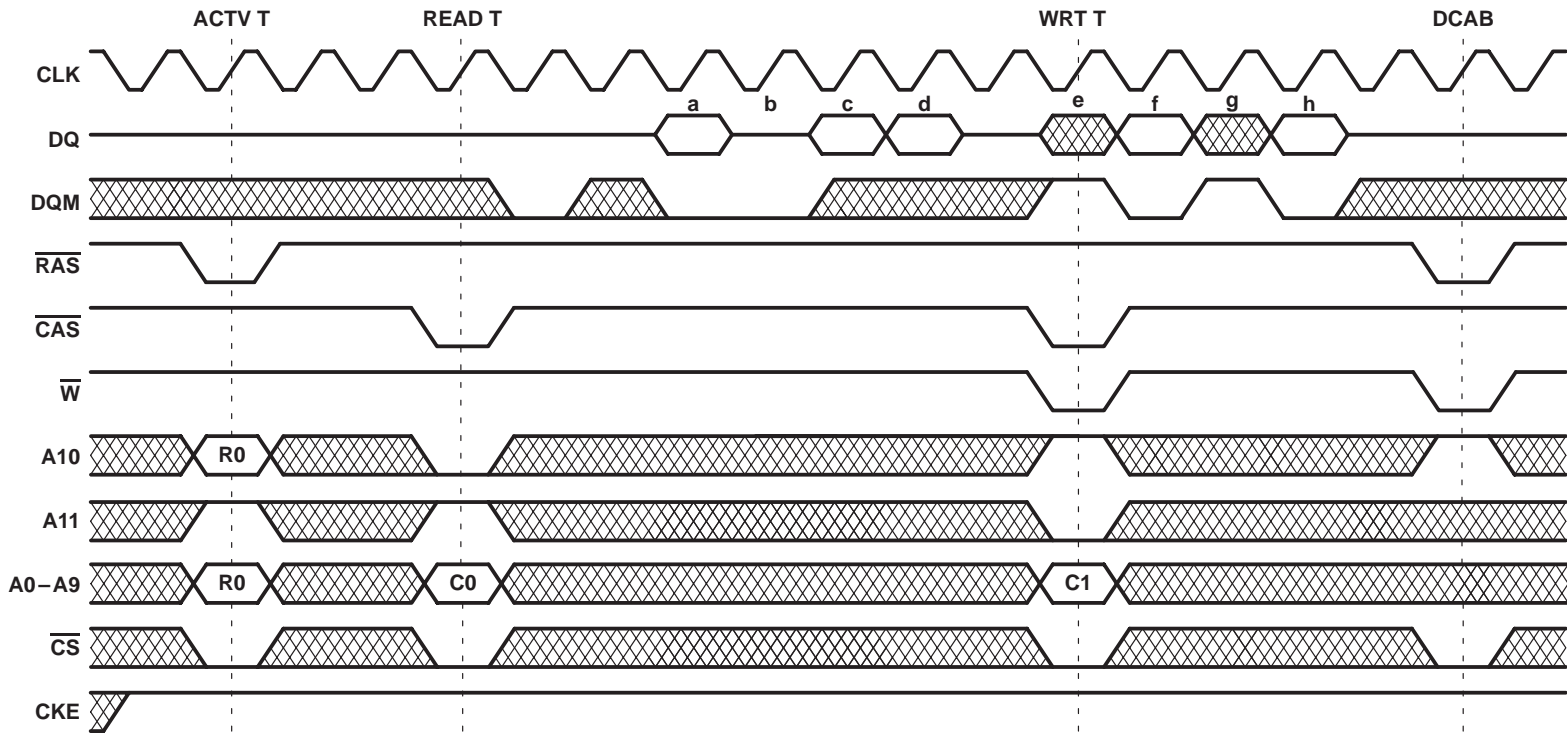 ACTV T READ T WRT T DCAB
CLK
a b c d e f g h
DQ
DQM
RAS
CAS
W
A10 R0
A11
A0–A9 R0 C0 C1
CS
CKE